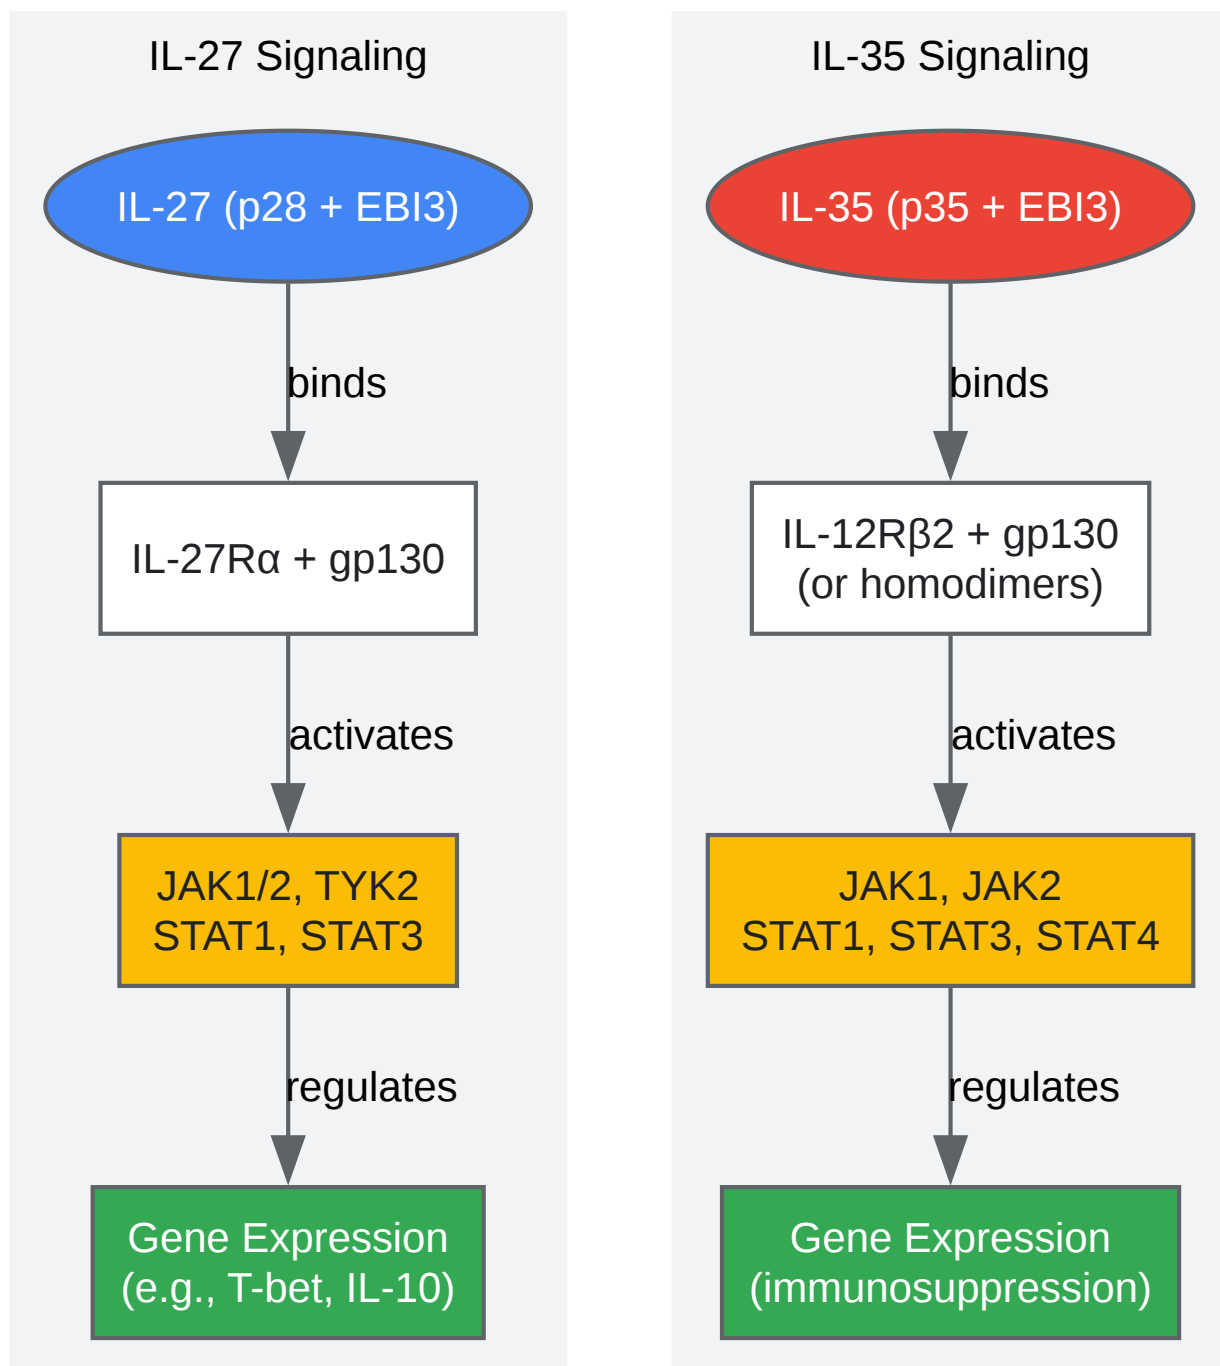 IL-27 Signaling
IL-27 (p28 + EBI3)
binds
IL-27Rα + gp130
activates
JAK1/2, TYK2
STAT1, STAT3
regulates
Gene Expression
(e.g., T-bet, IL-10)
IL-35 Signaling
IL-35 (p35 + EBI3)
binds
IL-12Rβ2 + gp130
(or homodimers)
activates
JAK1, JAK2
STAT1, STAT3, STAT4
regulates
Gene Expression
(immunosuppression)